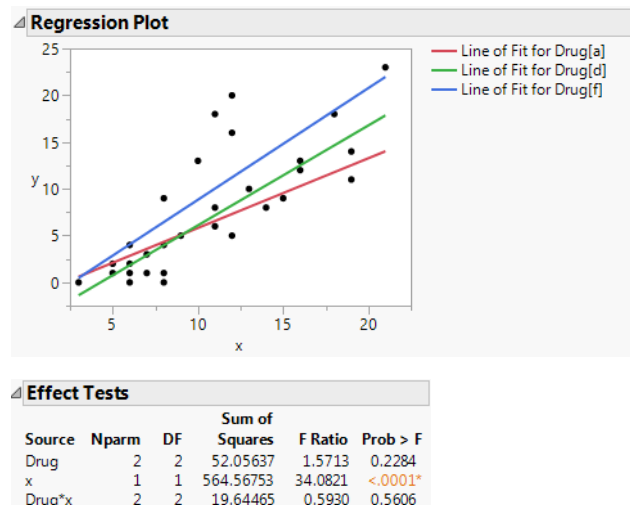 Regression Plot
25
20
15
10
5
0
y
5 10 15 20
x
Line of Fit for Drug[a]
Line of Fit for Drug[d]
Line of Fit for Drug[f]
Effect Tests
Sum of
Source Nparm DF Squares F Ratio Prob > F
Drug 2 2 52.05637 1.5713 0.2284
x 1 1 564.56753 34.0821 <.0001*
Drug*x 2 2 19.64465 0.5930 0.5606